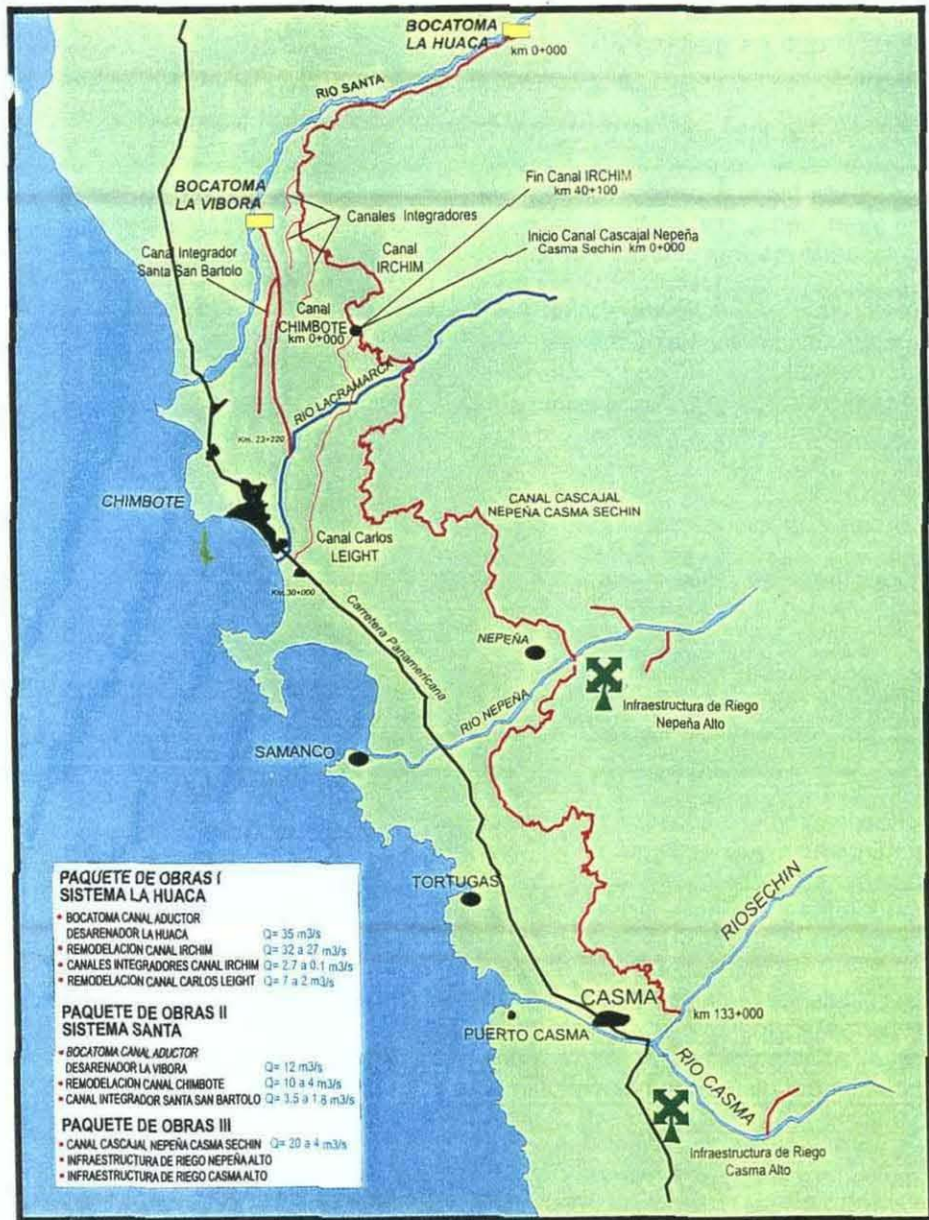 BOCATOMA
LA HUACA
km 0+000
RIO SANTA
BOCATOMA
LA VIBORA
Fin Canal IRCHIM
km 40+100
Canales Integradores
Inicio Canal Cascajal Nepeña
Casma Sechin km 0+000
Canal Integrador
Santa San Bartolo
Canal
IRCHIM
Canal
CHIMBOTE
km 0+000
RIO LACRAMARCA
Km. 23+220
CHIMBOTE
CANAL CASCAJAL
NEPEÑA CASMA SECHIN
Canal Carlos
LEIGHT
Km. 30+000
Carretera Panamericana
NEPEÑA
RIO NEPEÑA
Infraestructura de Riego
Nepeña Alto
SAMANCO
TORTUGAS
RIOSECHIN
CASMA
km 133+000
PUERTO CASMA
RIO CASMA
Infraestructura de Riego
Casma Alto
PAQUETE DE OBRAS I
SISTEMA LA HUACA
• BOCATOMA CANAL ADUCTOR
DESARENADOR LA HUACA Q= 35 m3/s
• REMODELACION CANAL IRCHIM Q= 32 a 27 m3/s
• CANALES INTEGRADORES CANAL IRCHIM Q= 2.7 a 0.1 m3/s
• REMODELACION CANAL CARLOS LEIGHT Q= 7 a 2 m3/s
PAQUETE DE OBRAS II
SISTEMA SANTA
• BOCATOMA CANAL ADUCTOR
DESARENADOR LA VIBORA Q= 12 m3/s
• REMODELACION CANAL CHIMBOTE Q= 10 a 4 m3/s
• CANAL INTEGRADOR SANTA SAN BARTOLO Q= 3.5 a 1.8 m3/s
PAQUETE DE OBRAS III
• CANAL CASCAJAL NEPEÑA CASMA SECHIN Q= 20 a 4 m3/s
• INFRAESTRUCTURA DE RIEGO NEPEÑA ALTO
• INFRAESTRUCTURA DE RIEGO CASMA ALTO